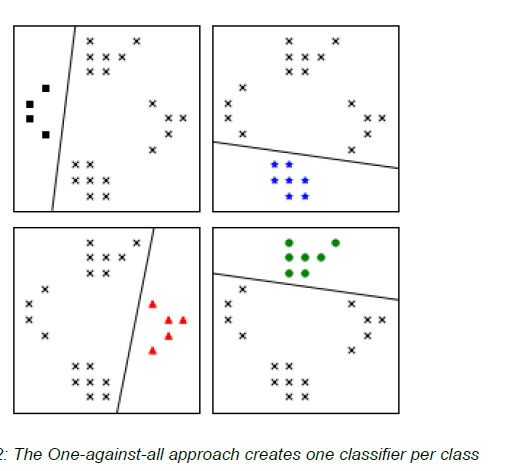 2: The One-against-all approach creates one classifier per class